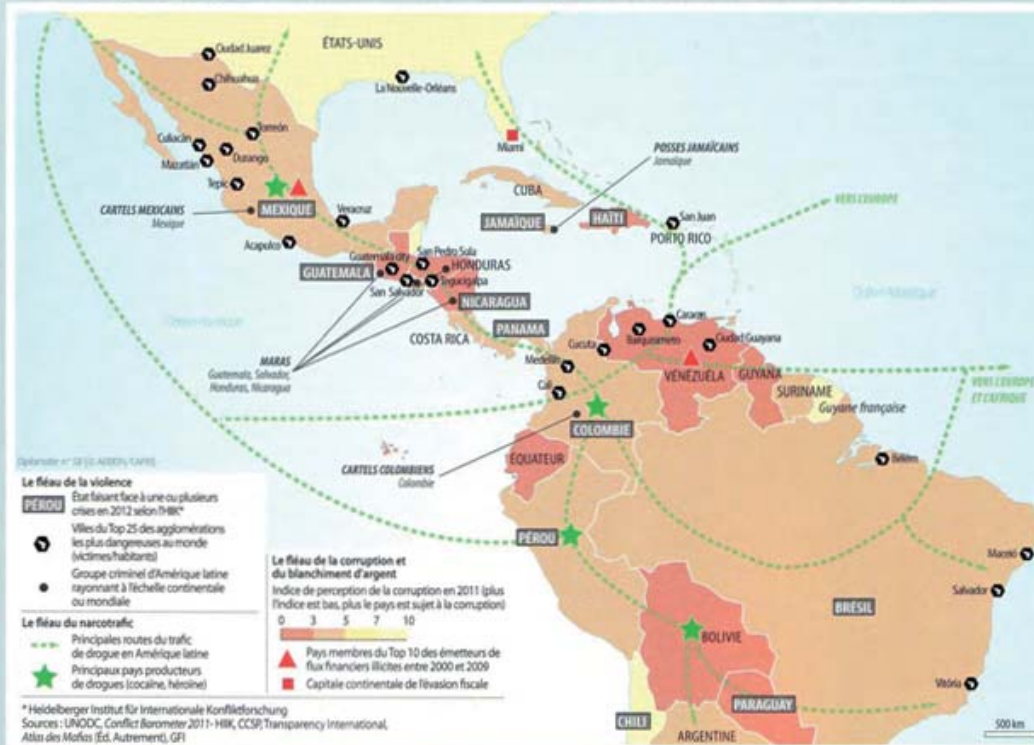 ÉTATS-UNIS
Ciudad Juarez
Chihuahua
La Nouvelle-Orléans
Torreón
Culiacán
Durango
Mazatlán
Miami
POSSES JAMAÏCAINS
Jamaïque
Tepic
CUBA
CARTELS MEXICAINS
Mexique
MEXIQUE
Veracruz
JAMAÏQUE
HAÏTI
San Juan
PORTO RICO
VERS L'EUROPE
Acapulco
Guatemala city
San Pedro Sula
GUATEMALA
HONDURAS
San Salvador
Tegucigalpa
NICARAGUA
Océan Atlantique
COSTA RICA
PANAMA
Caracas
Cucuta
Barquisimeto
Ciudad Guayana
MARAS
Guatemala, Salvador,
Honduras, Nicaragua
Medellín
VENEZUELA
GUYANA
SURINAME
VERS L'EUROPE
ET L'AFRIQUE
Cali
Guyane française
COLOMBIE
CARTELS COLOMBIENS
Colombie
ÉQUATEUR
Belém
PÉROU
Maceió
Salvador
BRÉSIL
BOLIVIE
Vitória
PARAGUAY
CHILI
ARGENTINE
500 km
Le fléau de la violence
PÉROU
État faisant face à une ou plusieurs
crises en 2012 selon l'HIIK*
Villes du Top 25 des agglomérations
les plus dangereuses au monde
(victimes/habitants)
Groupe criminel d'Amérique latine
rayonnant à l'échelle continentale
ou mondiale
Le fléau du narcotrafic
Principales routes du trafic
de drogue en Amérique latine
Principaux pays producteurs
de drogues (cocaïne, héroïne)
Le fléau de la corruption et
du blanchiment d'argent
Indice de perception de la corruption en 2011 (plus
l'indice est bas, plus le pays est sujet à la corruption)
0 3 5 7 10
Pays membres du Top 10 des émetteurs de
flux financiers illicites entre 2000 et 2009
Capitale continentale de l'évasion fiscale
* Heidelberger Institut für Internationale Konfliktforschung
Sources : UNODC, Conflict Barometer 2011- HIIK, CCSP, Transparency International,
Atlas des Mafias (Éd. Autrement), GFI